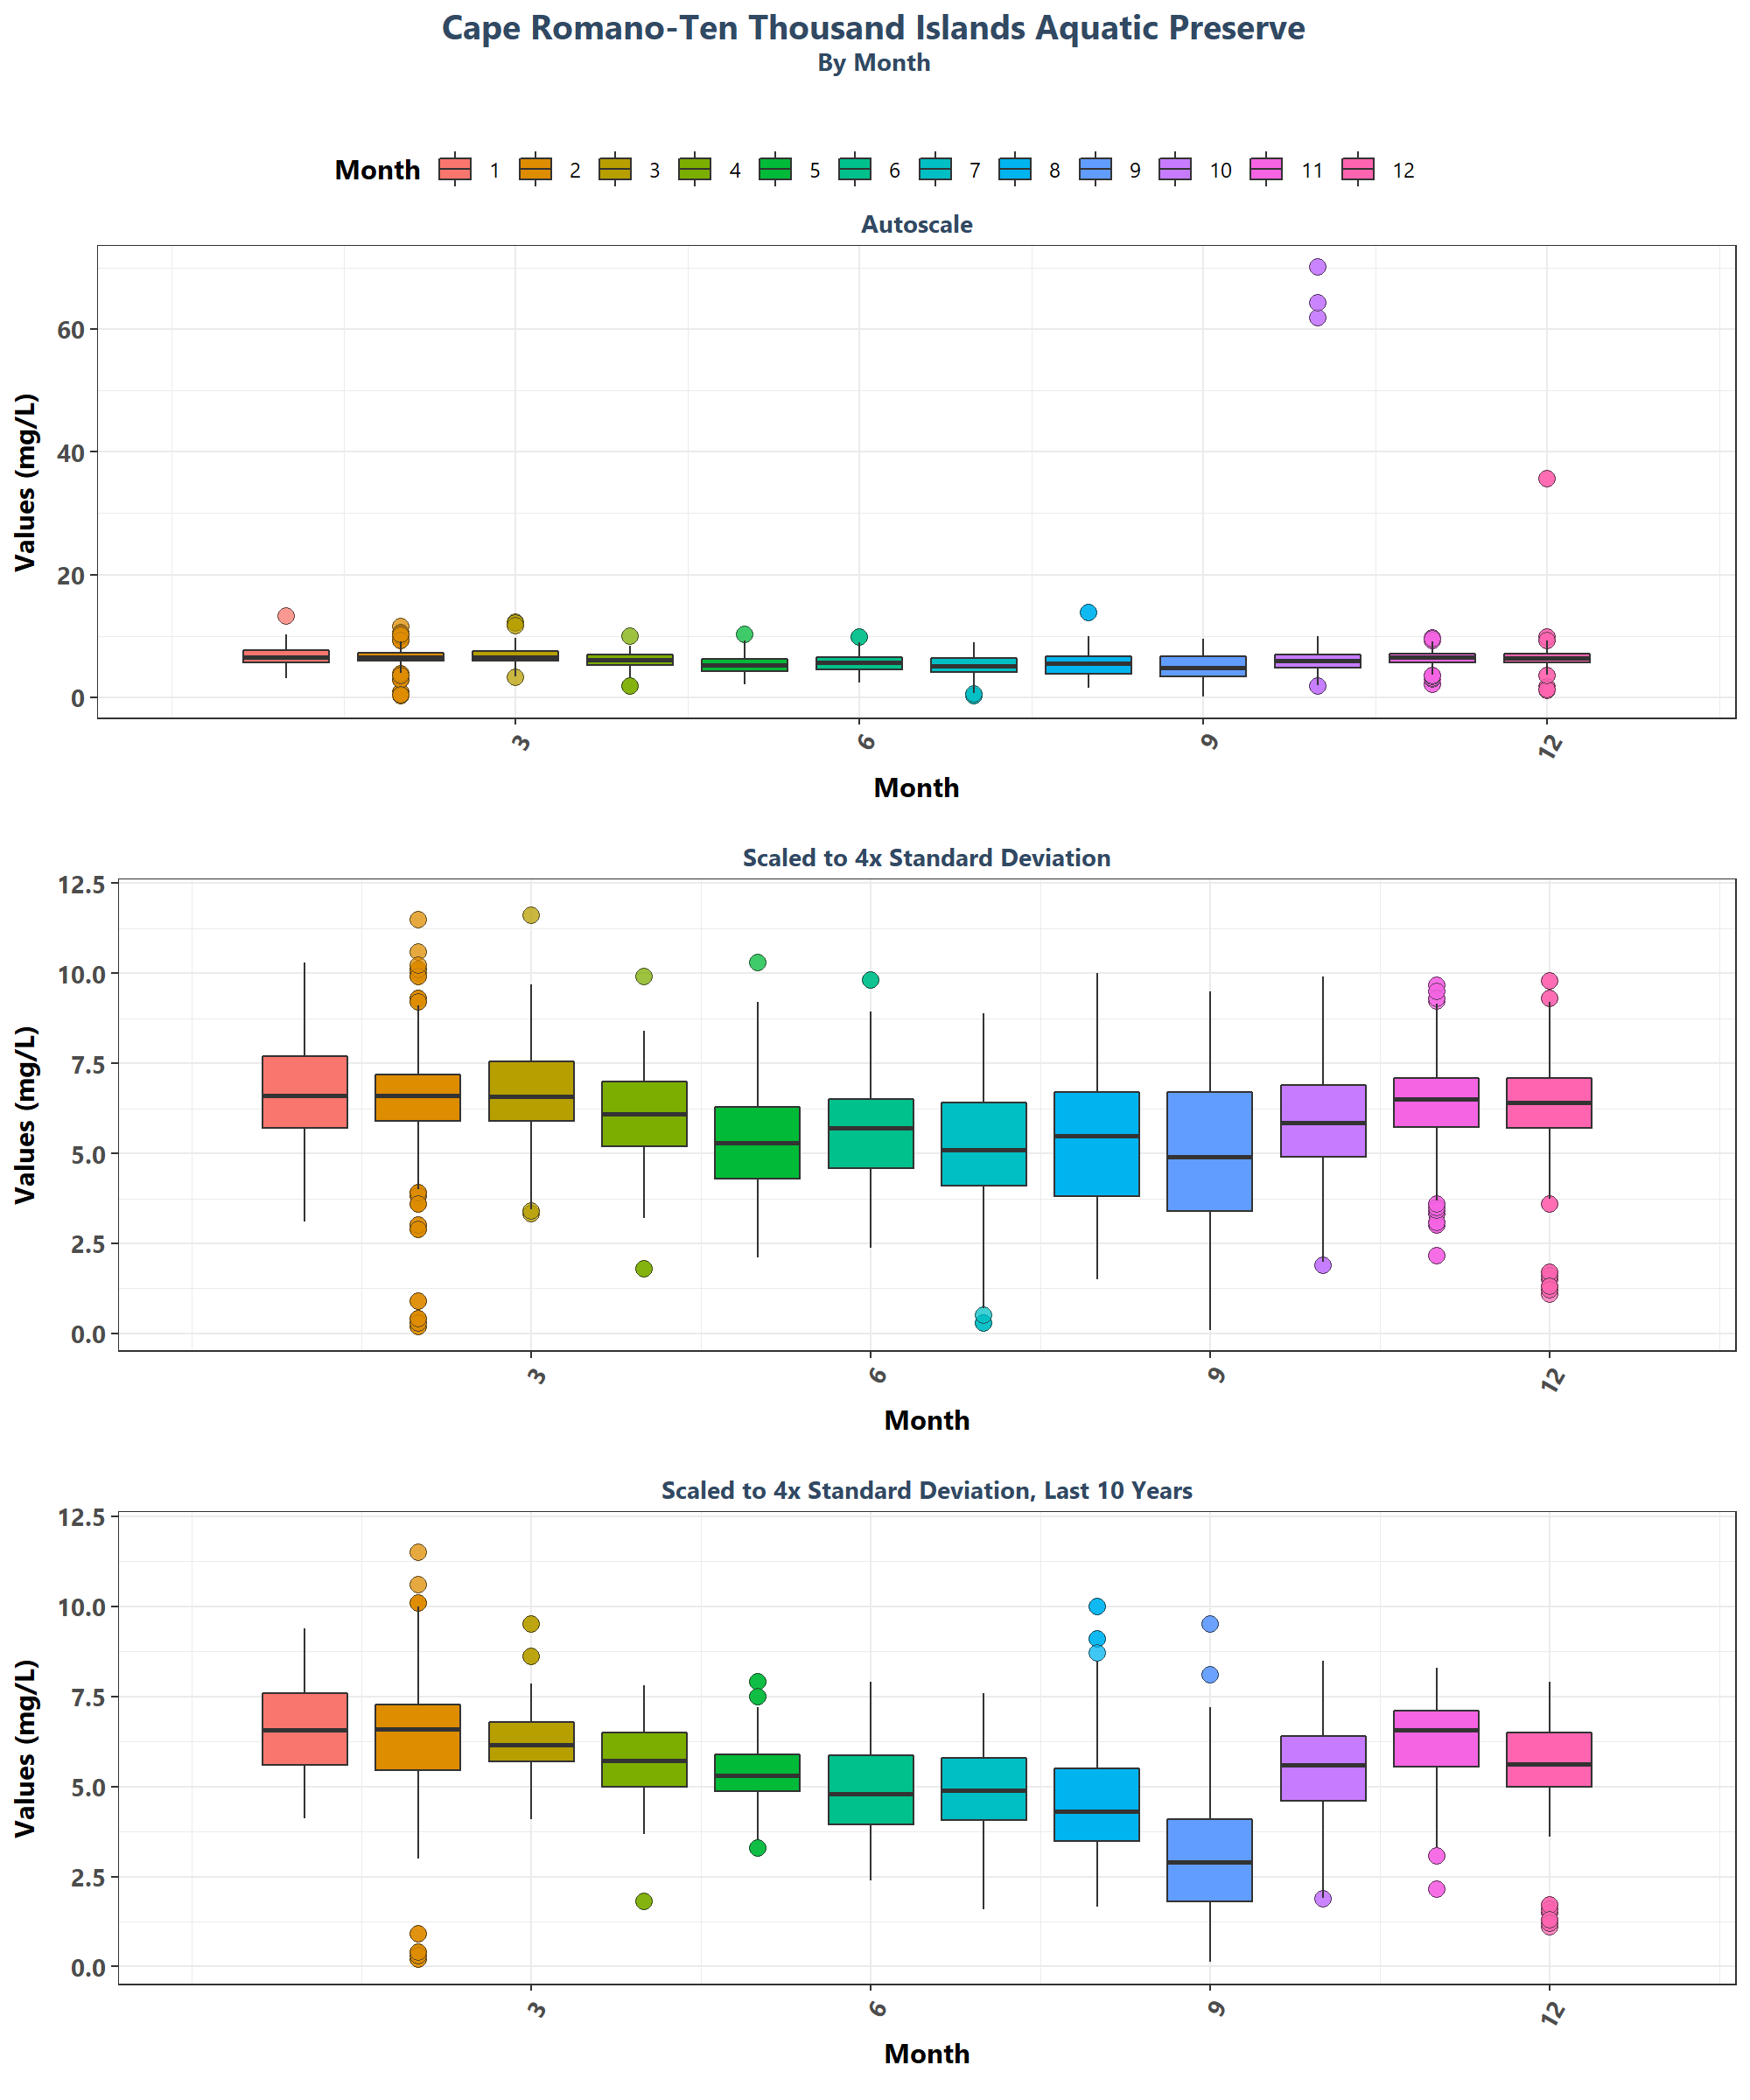 Cape Romano-Ten Thousand Islands Aquatic Preserve
By Month
Month 1 2 3 4 5 6 7 8 9 10 11 12
Autoscale
Values (mg/L)
60
40
20
0
3 6 9 12
Month
Scaled to 4x Standard Deviation
Values (mg/L)
12.5
10.0
7.5
5.0
2.5
0.0
3 6 9 12
Month
Scaled to 4x Standard Deviation, Last 10 Years
Values (mg/L)
12.5
10.0
7.5
5.0
2.5
0.0
3 6 9 12
Month